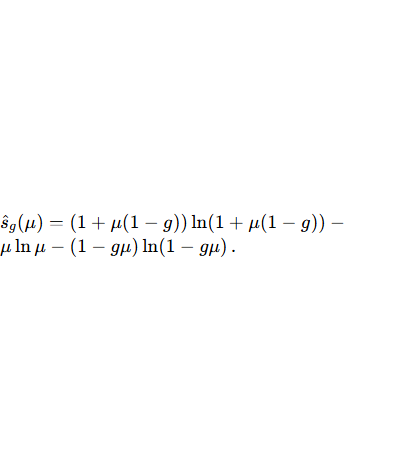 ŝ_g(μ) = (1 + μ(1 − g)) ln(1 + μ(1 − g)) −
μ ln μ − (1 − gμ) ln(1 − gμ) .